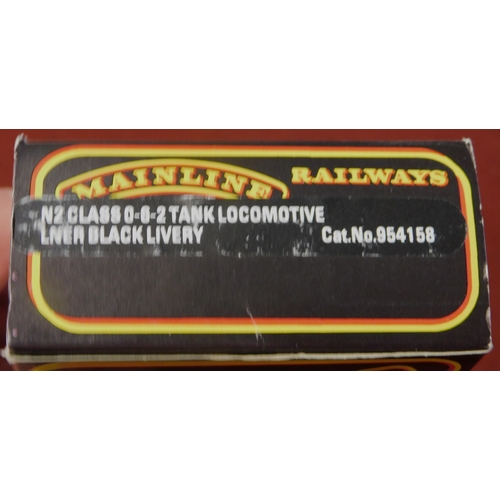 MAINLINE RAILWAYS
N2 CLASS 0-6-2 TANK LOCOMOTIVE
LNER BLACK LIVERY Cat.No.954158